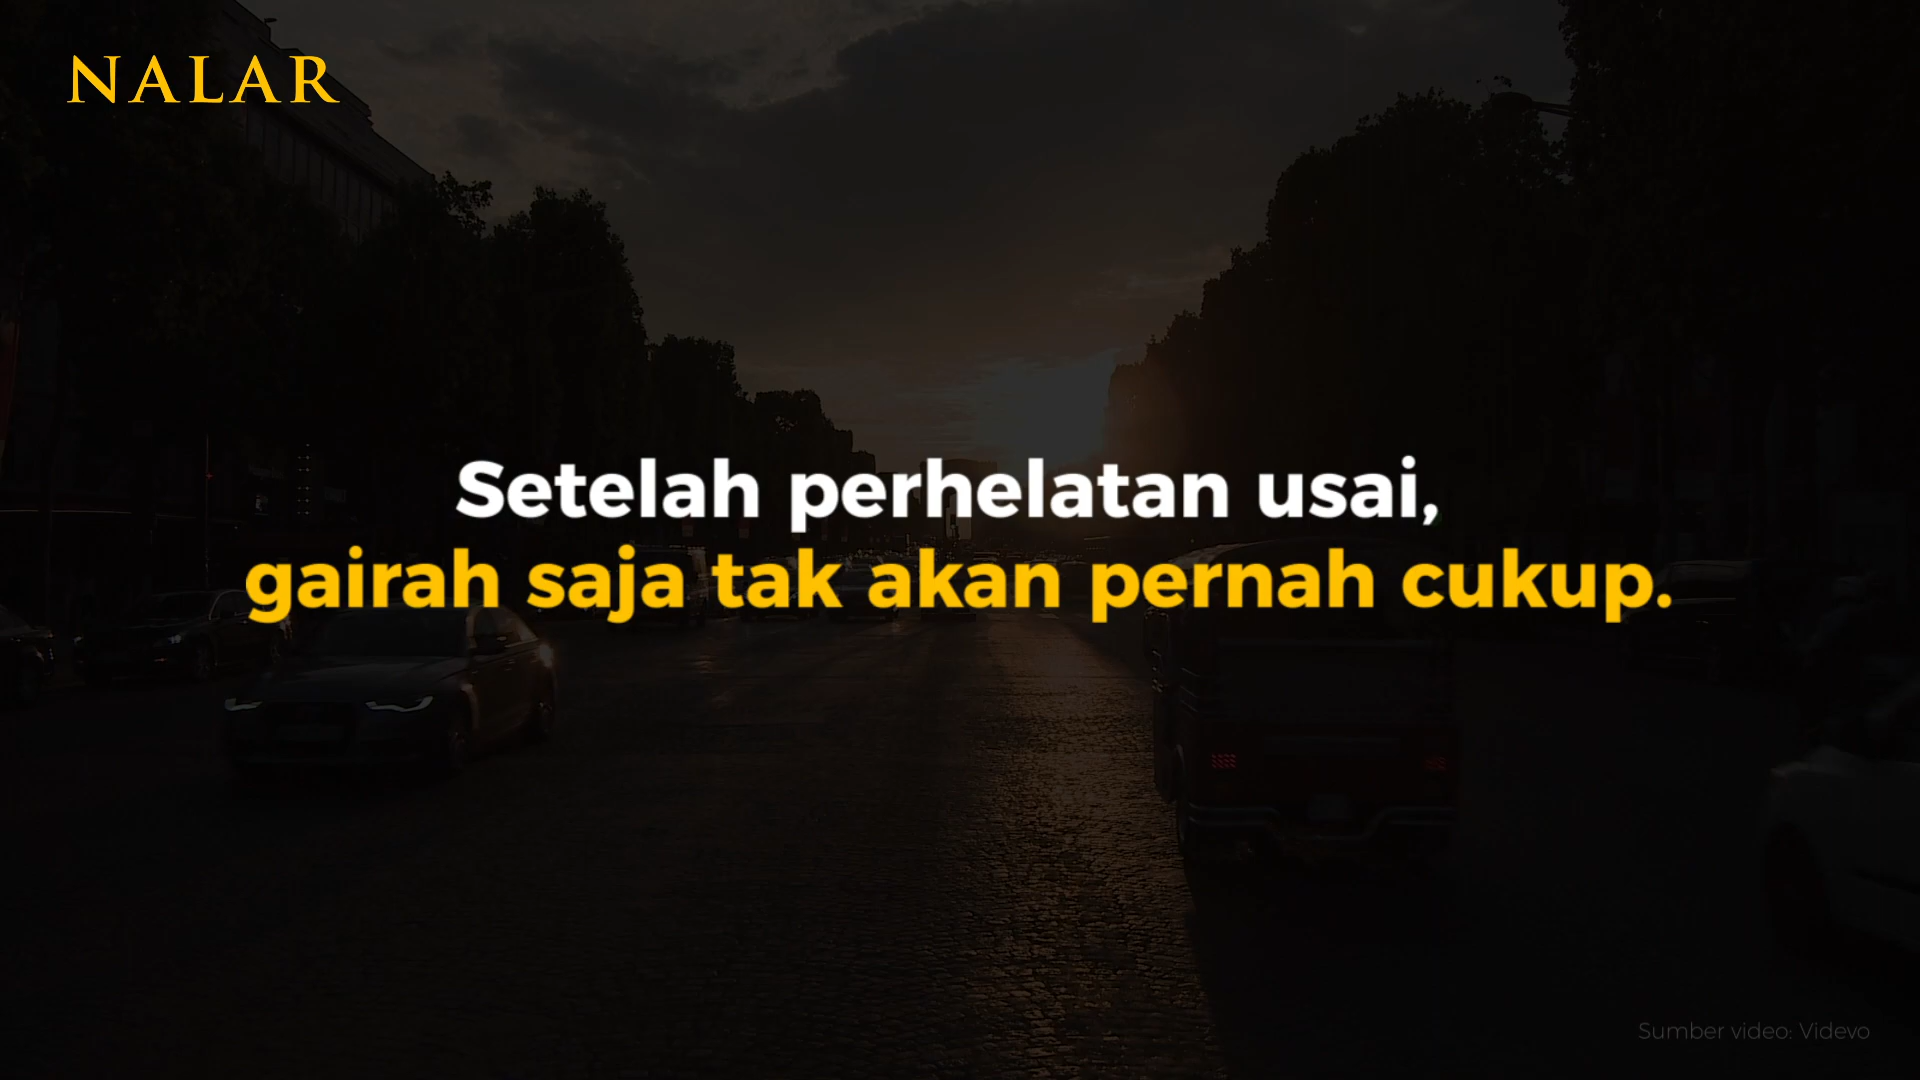 NALAR
Setelah perhelatan usai,
gairah saja tak akan pernah cukup.
Sumber video: Videvo